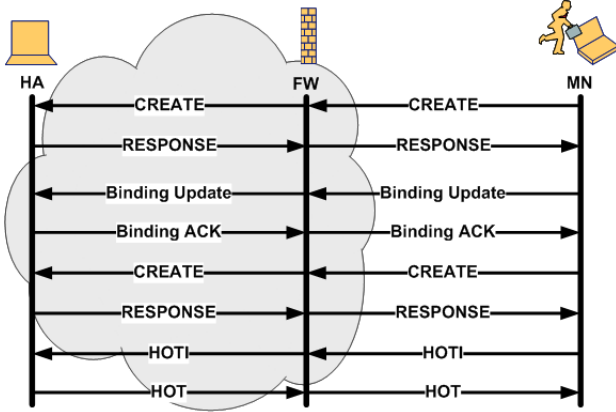 HA FW MN
CREATE CREATE
RESPONSE RESPONSE
Binding Update Binding Update
Binding ACK Binding ACK
CREATE CREATE
RESPONSE RESPONSE
HOTI HOTI
HOT HOT